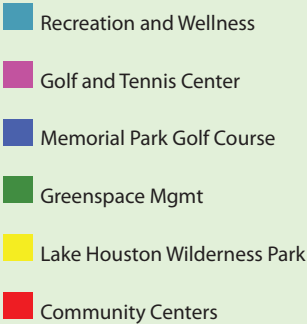 Recreation and Wellness
Golf and Tennis Center
Memorial Park Golf Course
Greenspace Mgmt
Lake Houston Wilderness Park
Community Centers